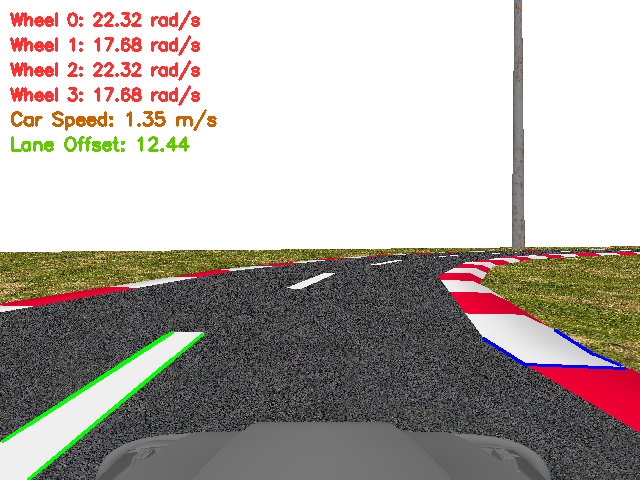 Wheel 0: 22.32 rad/s
Wheel 1: 17.68 rad/s
Wheel 2: 22.32 rad/s
Wheel 3: 17.68 rad/s
Car Speed: 1.35 m/s
Lane Offset: 12.44